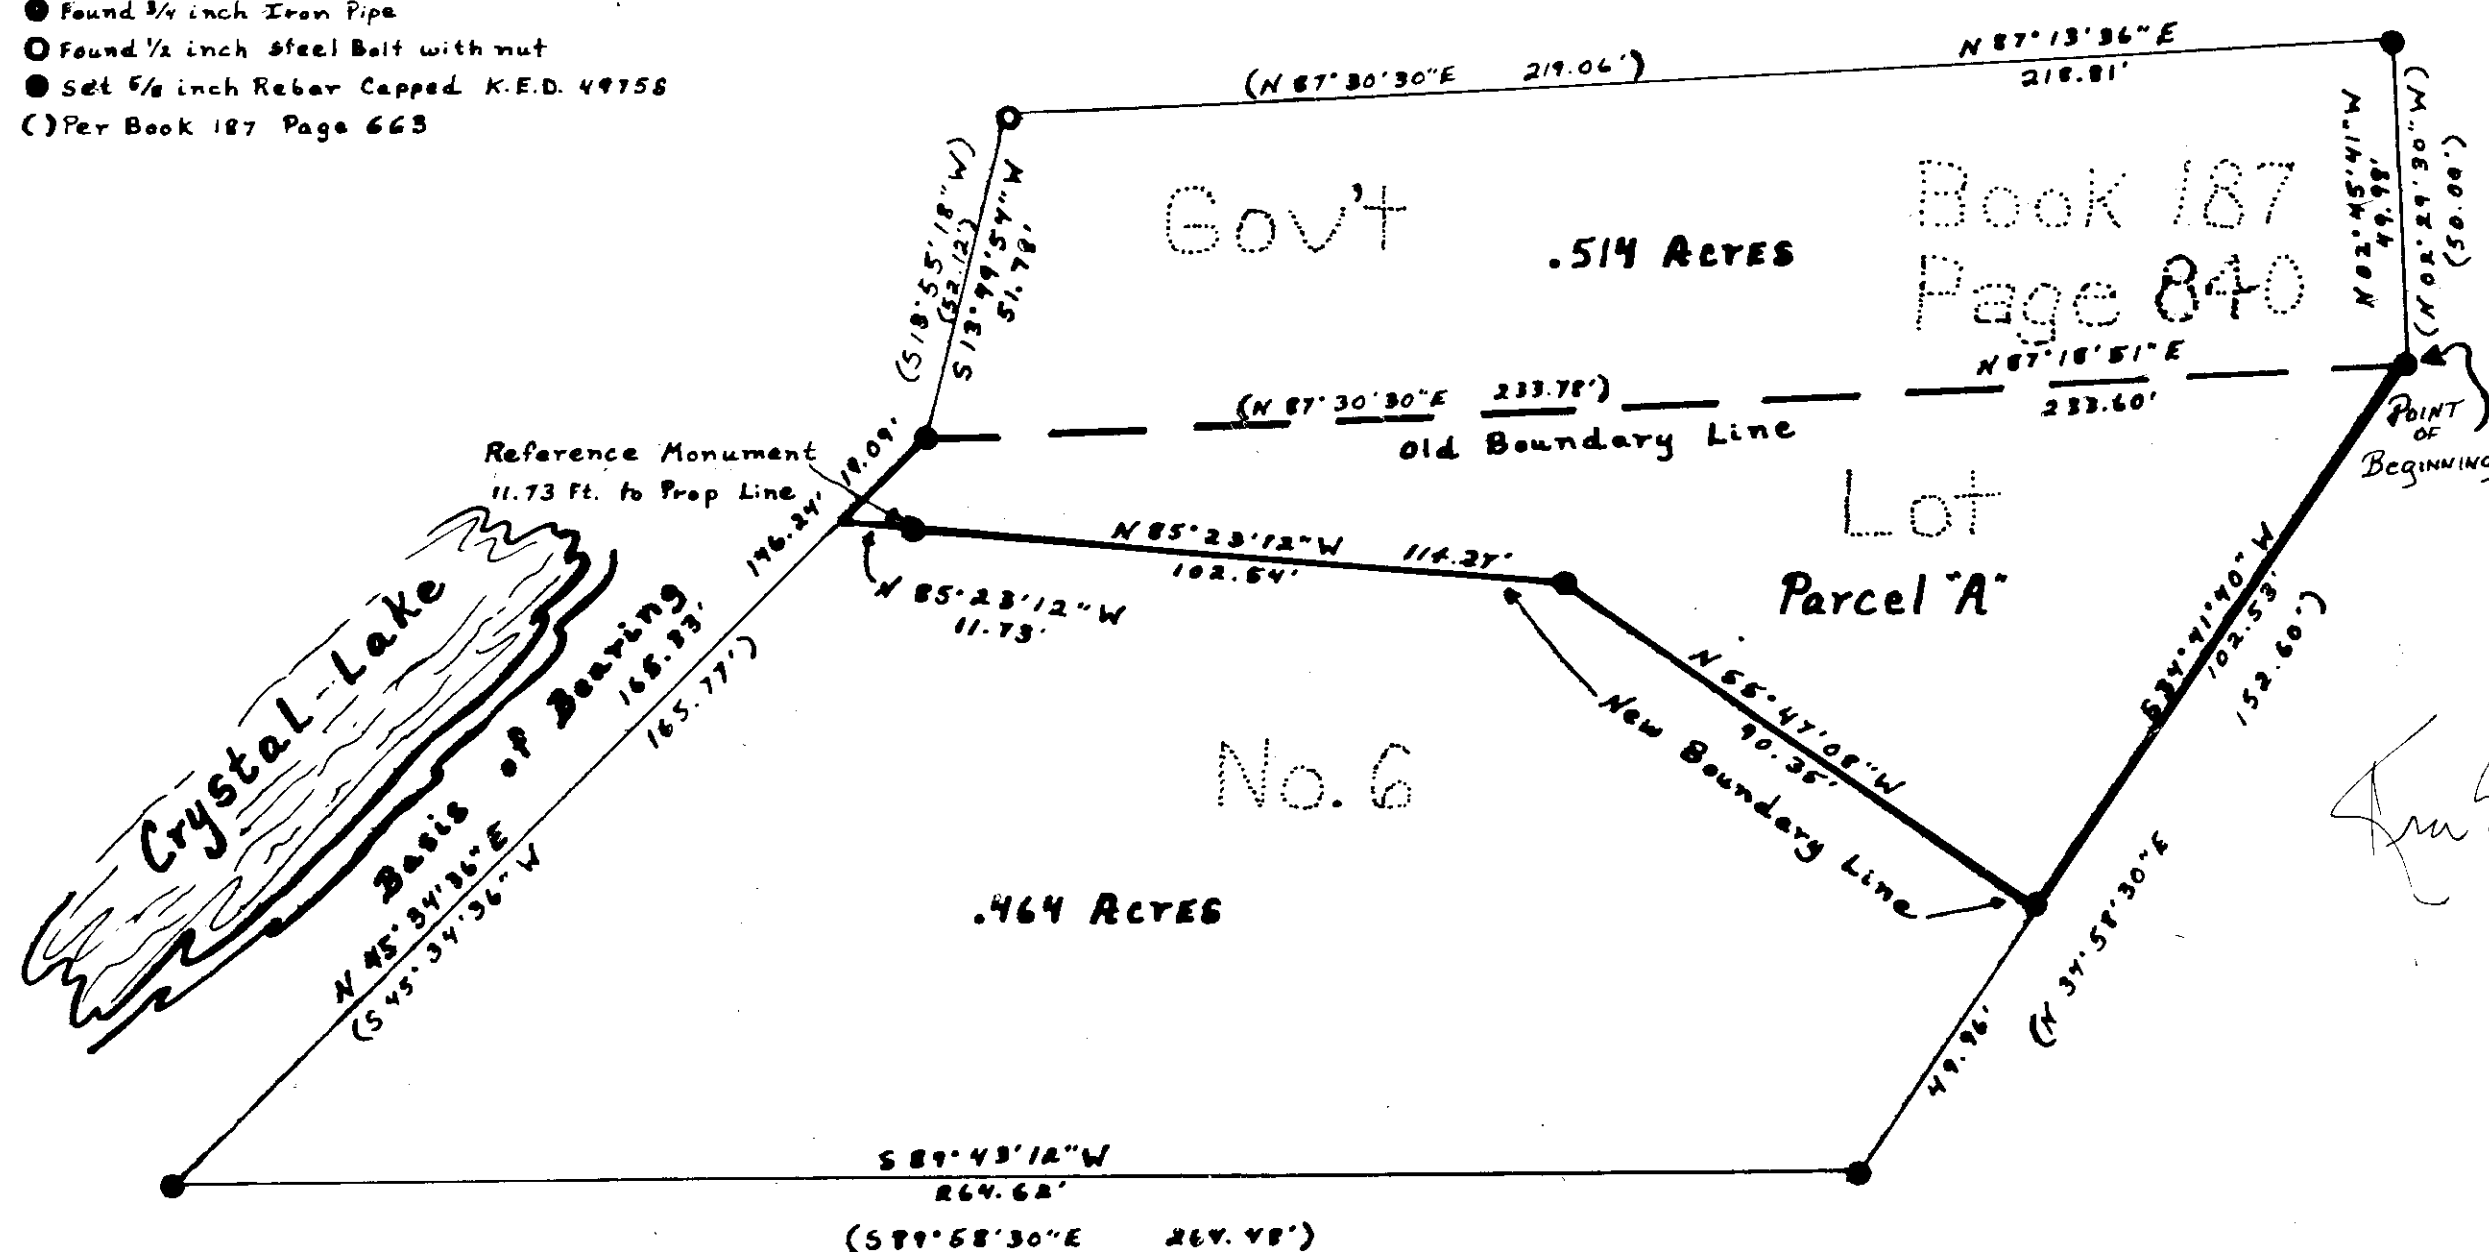 Found 3/4 inch Iron Pipe
Found 1/2 inch Steel Bolt with nut
Set 5/8 inch Rebar Capped K.E.D. 49758
( ) Per Book 187 Page 663
(N 87° 30' 30" E 219.06')
N 87° 13' 36" E
218.81'
N 02° 45' 41" W
49.98'
(N 02° 29' 30" W)
(50.00')
(S 13° 55' 18" W)
(52.12')
S 13° 49' 54" W
51.78'
Gov't
.514 ACRES
Book 187
Page 840
N 87° 18' 51" E
233.60'
(N 87° 30' 30" E 233.78')
Old Boundary Line
POINT
OF
BEGINNING
Reference Monument
11.73 Ft. to Prop Line
19.09'
146.24'
N 85° 23' 12" W 114.27'
102.54'
N 85° 23' 12" W
11.73'
Lot
Parcel "A"
S 34° 41' 40" W
102.53'
152.60')
N 55° 47' 08" W
90.35'
New Boundary Line
Crystal Lake
Basis of Bearing
165.33'
165.77')
N 45° 34' 36" E
(S 45° 34' 36" W
No. 6
.464 ACRES
(N 34° 58' 30" E
49.96'
S 89° 43' 12" W
264.62'
(S 89° 58' 30" E 264.48')